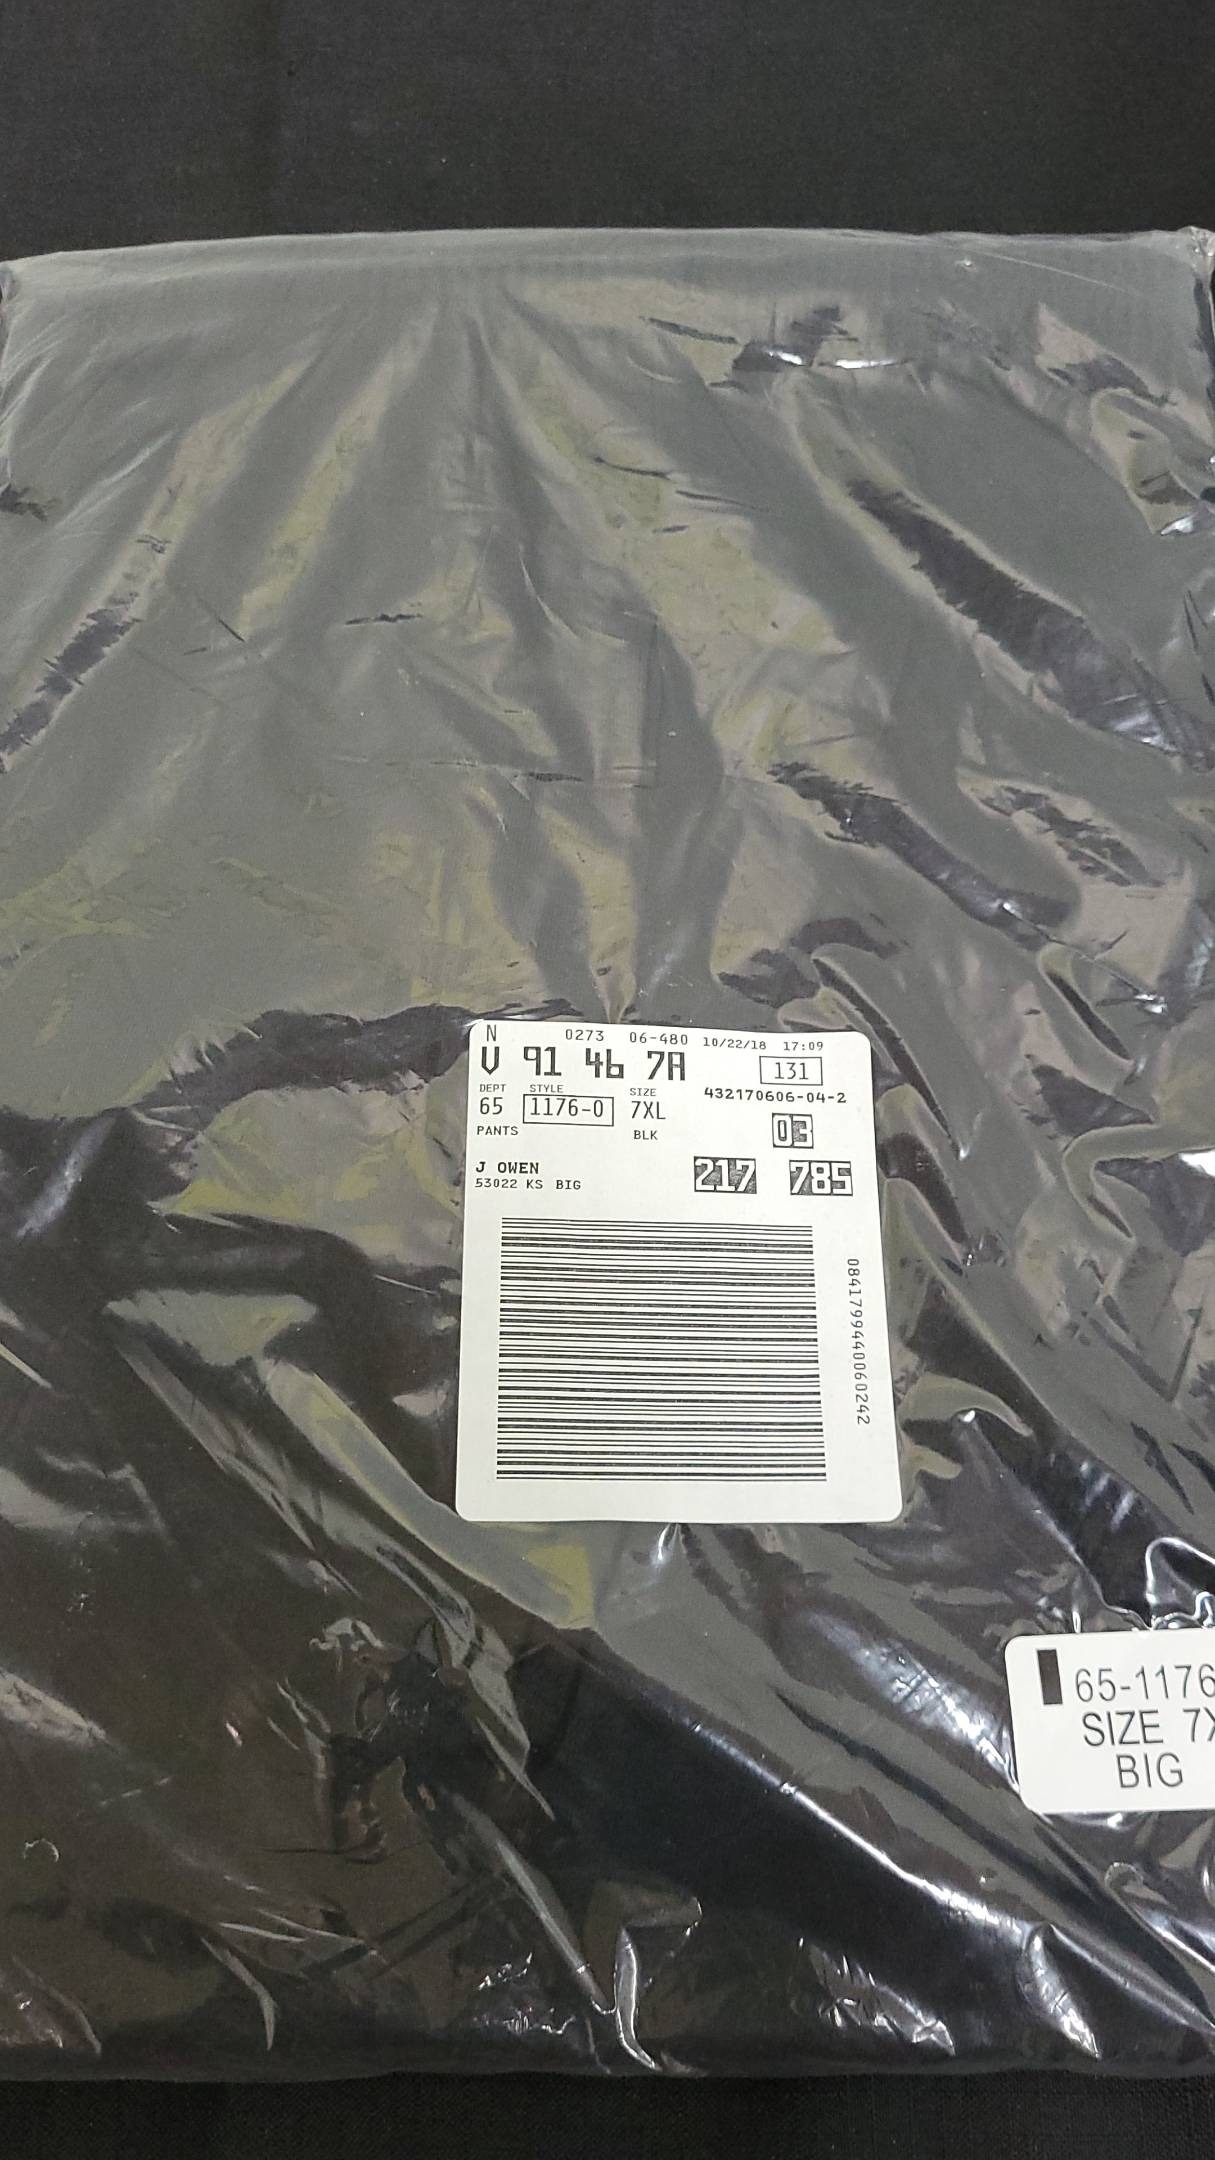 N 0273 06-480 10/22/18 17:09
V 91 46 7A 131
DEPT STYLE SIZE 432170606-04-2
65 1176-0 7XL
PANTS BLK 03
J OWEN 217 785
53022 KS BIG
0841799440060242
65-1176
SIZE 7X
BIG